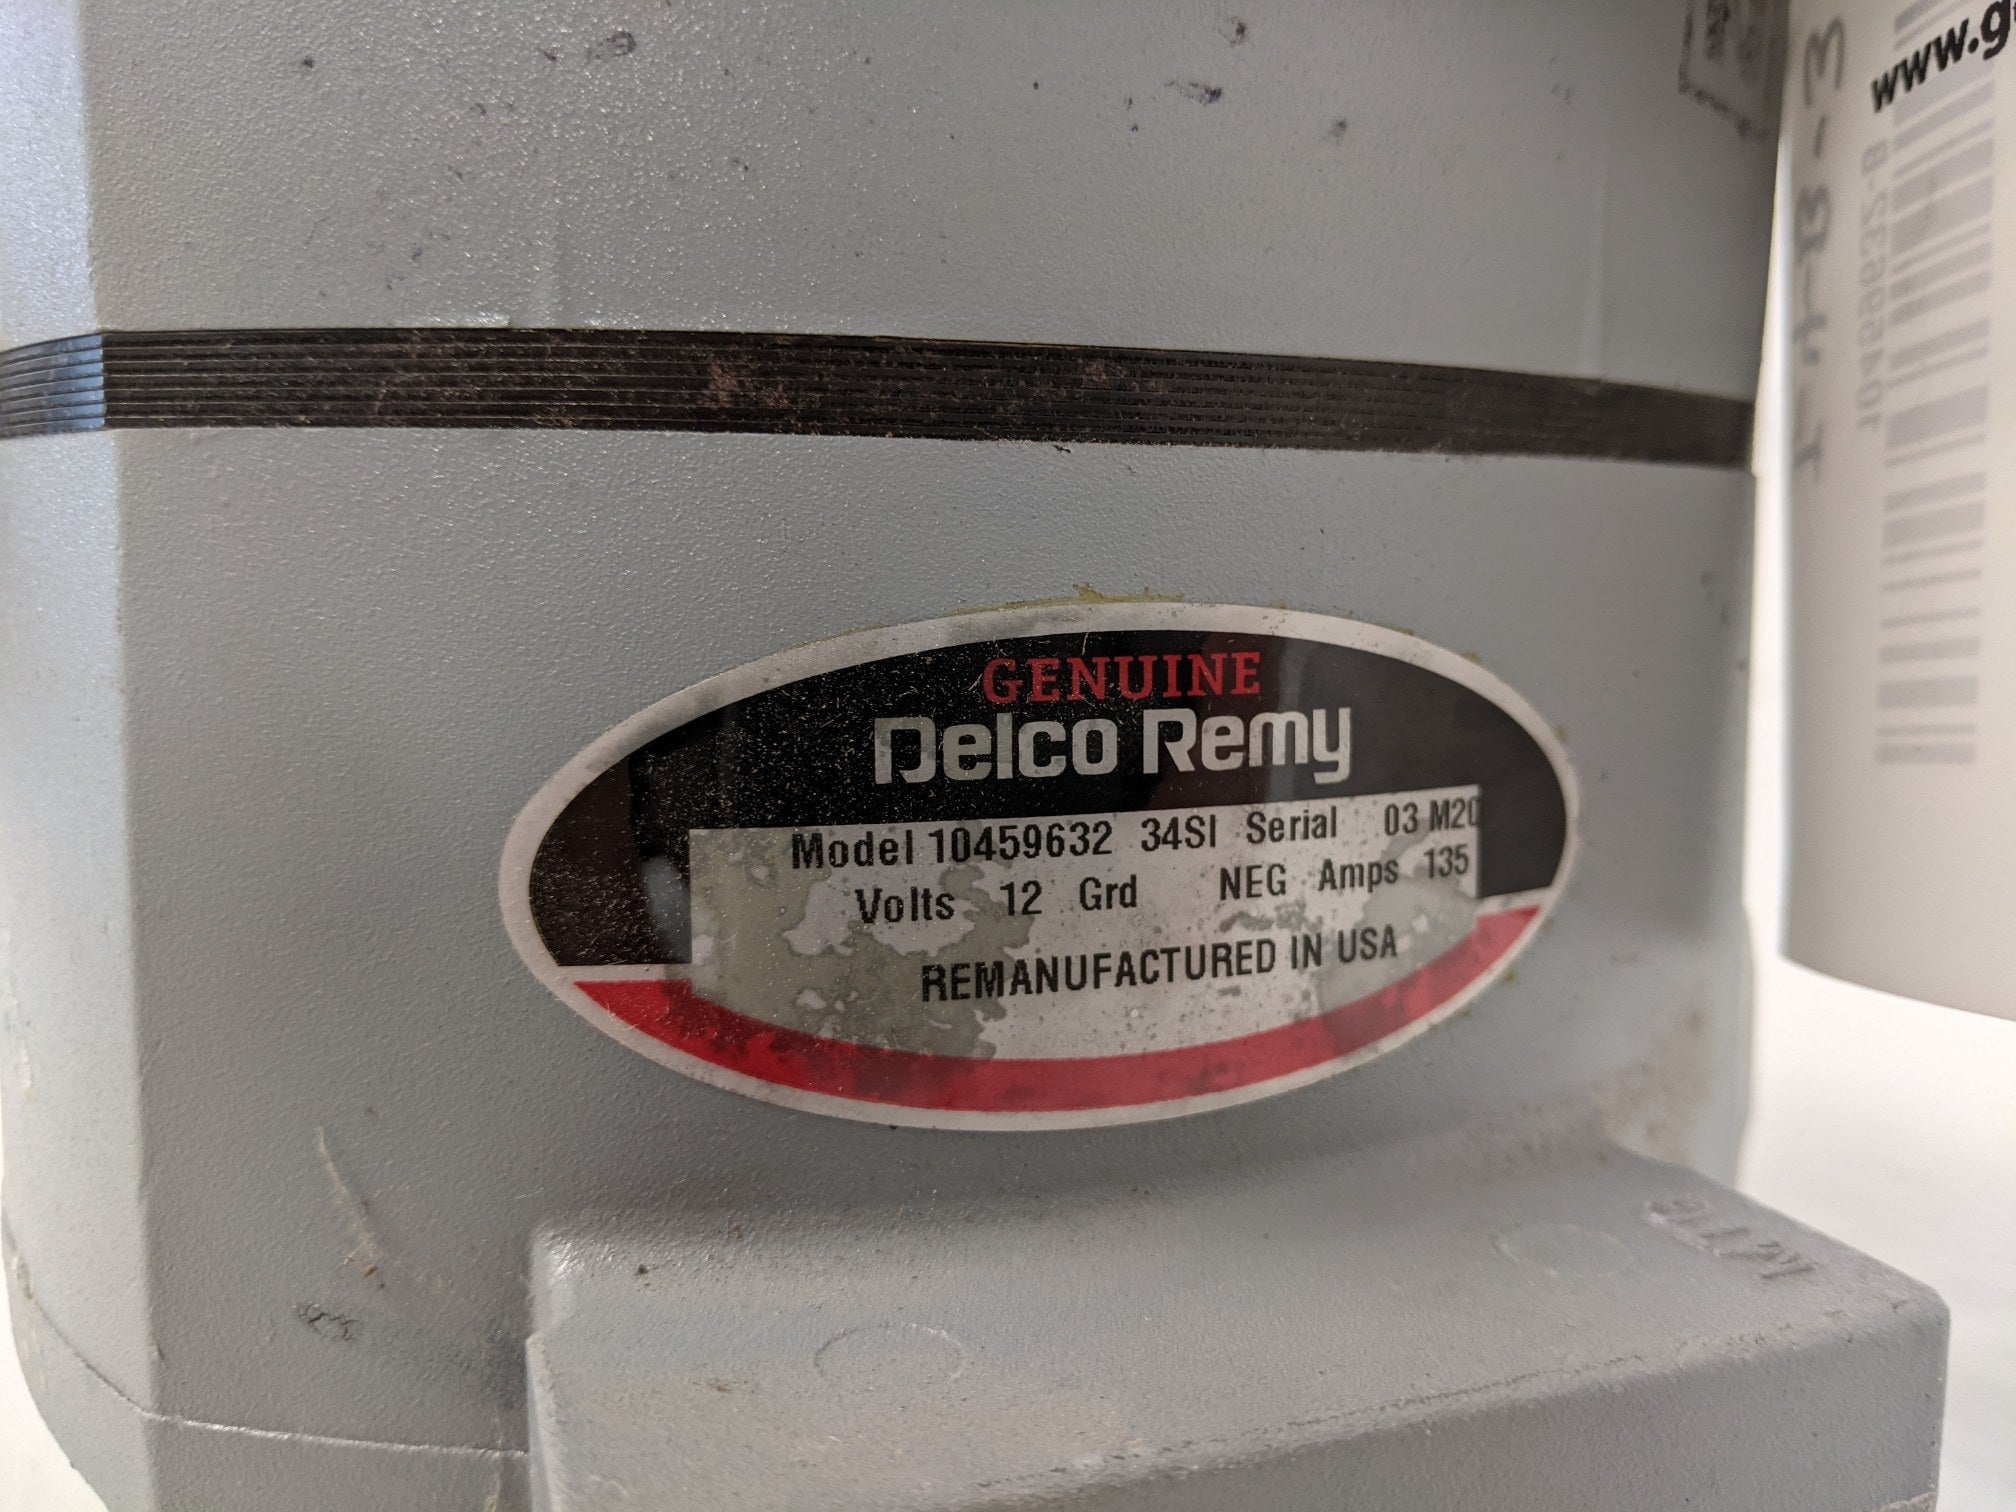 GENUINE
Delco Remy
Model 10459632 34SI Serial 03 M20
Volts 12 Grd NEG Amps 135
REMANUFACTURED IN USA
www.g
10459632-B